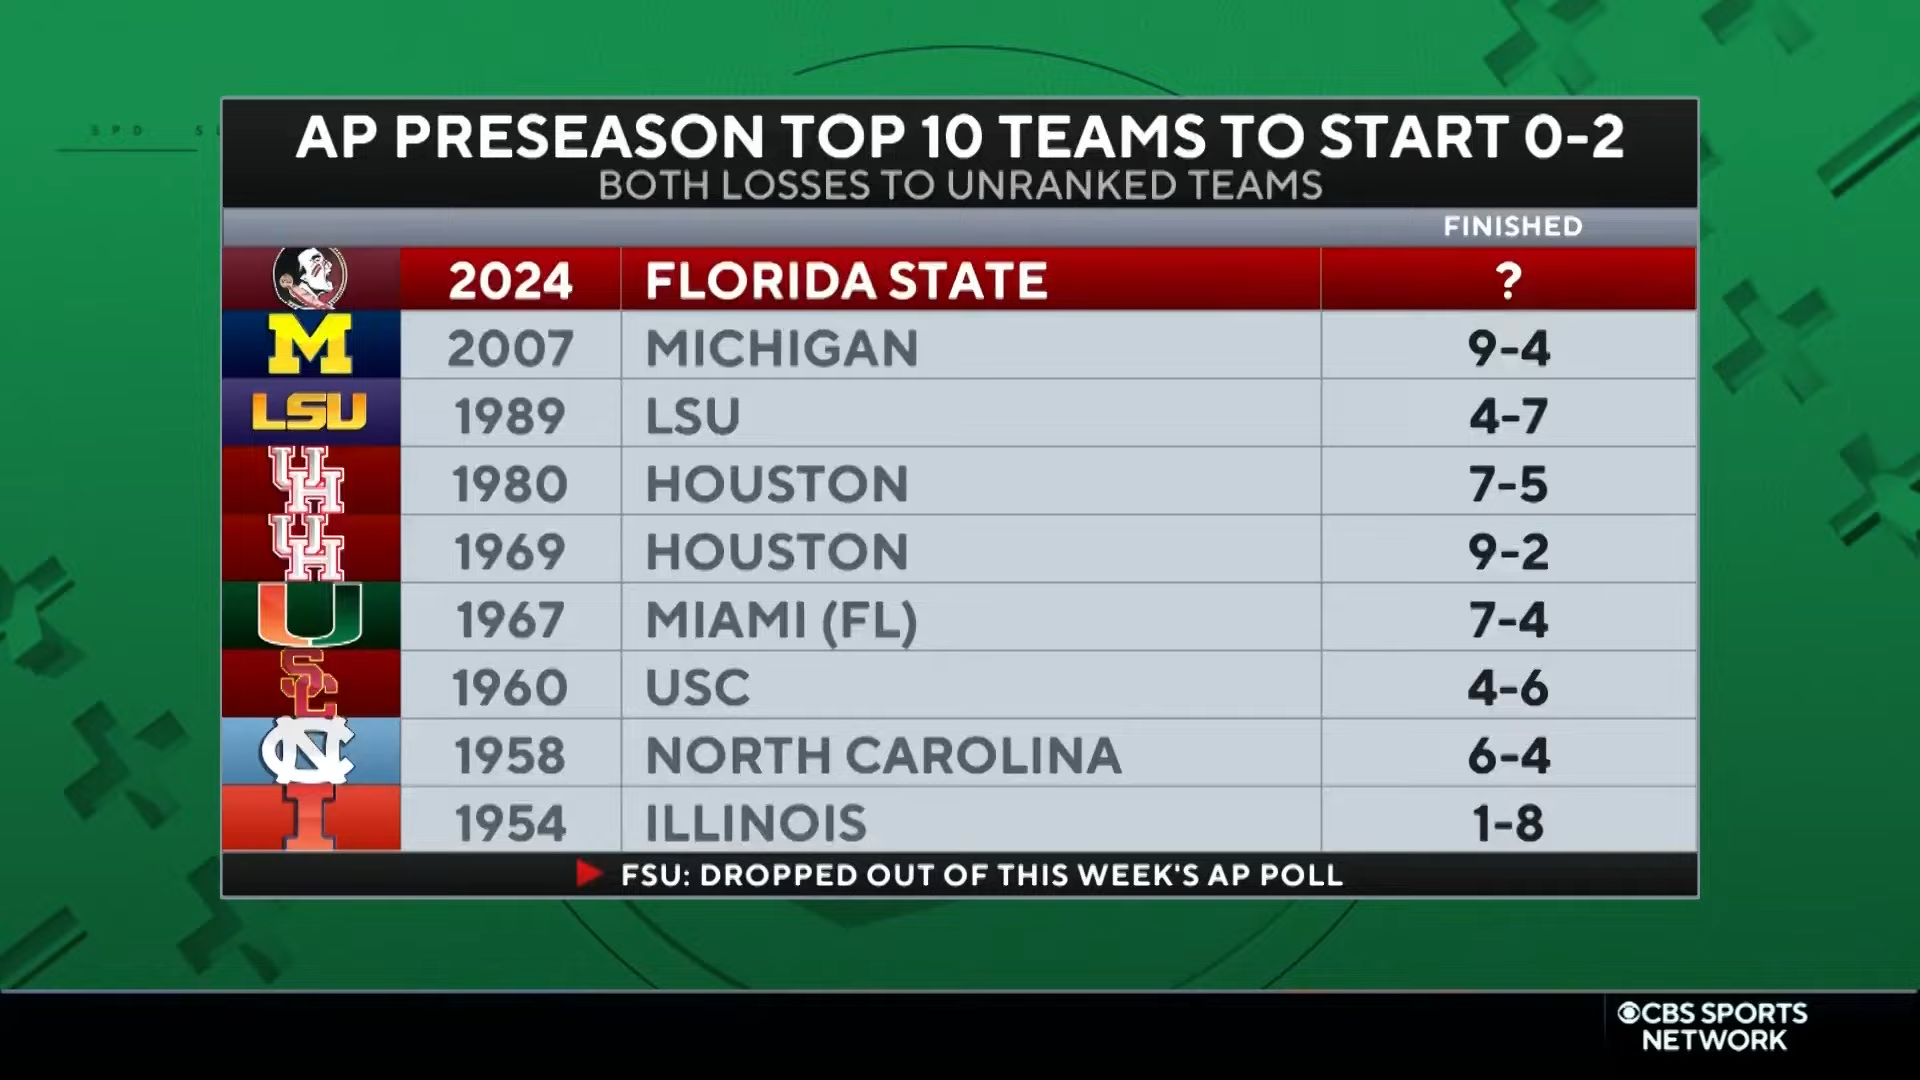 SPD
AP PRESEASON TOP 10 TEAMS TO START 0-2
BOTH LOSSES TO UNRANKED TEAMS
FINISHED
2024 FLORIDA STATE ?
M 2007 MICHIGAN 9-4
LSU 1989 LSU 4-7
UH 1980 HOUSTON 7-5
UH 1969 HOUSTON 9-2
U 1967 MIAMI (FL) 7-4
SC 1960 USC 4-6
NC 1958 NORTH CAROLINA 6-4
I 1954 ILLINOIS 1-8
FSU: DROPPED OUT OF THIS WEEK'S AP POLL
CBS SPORTS
NETWORK